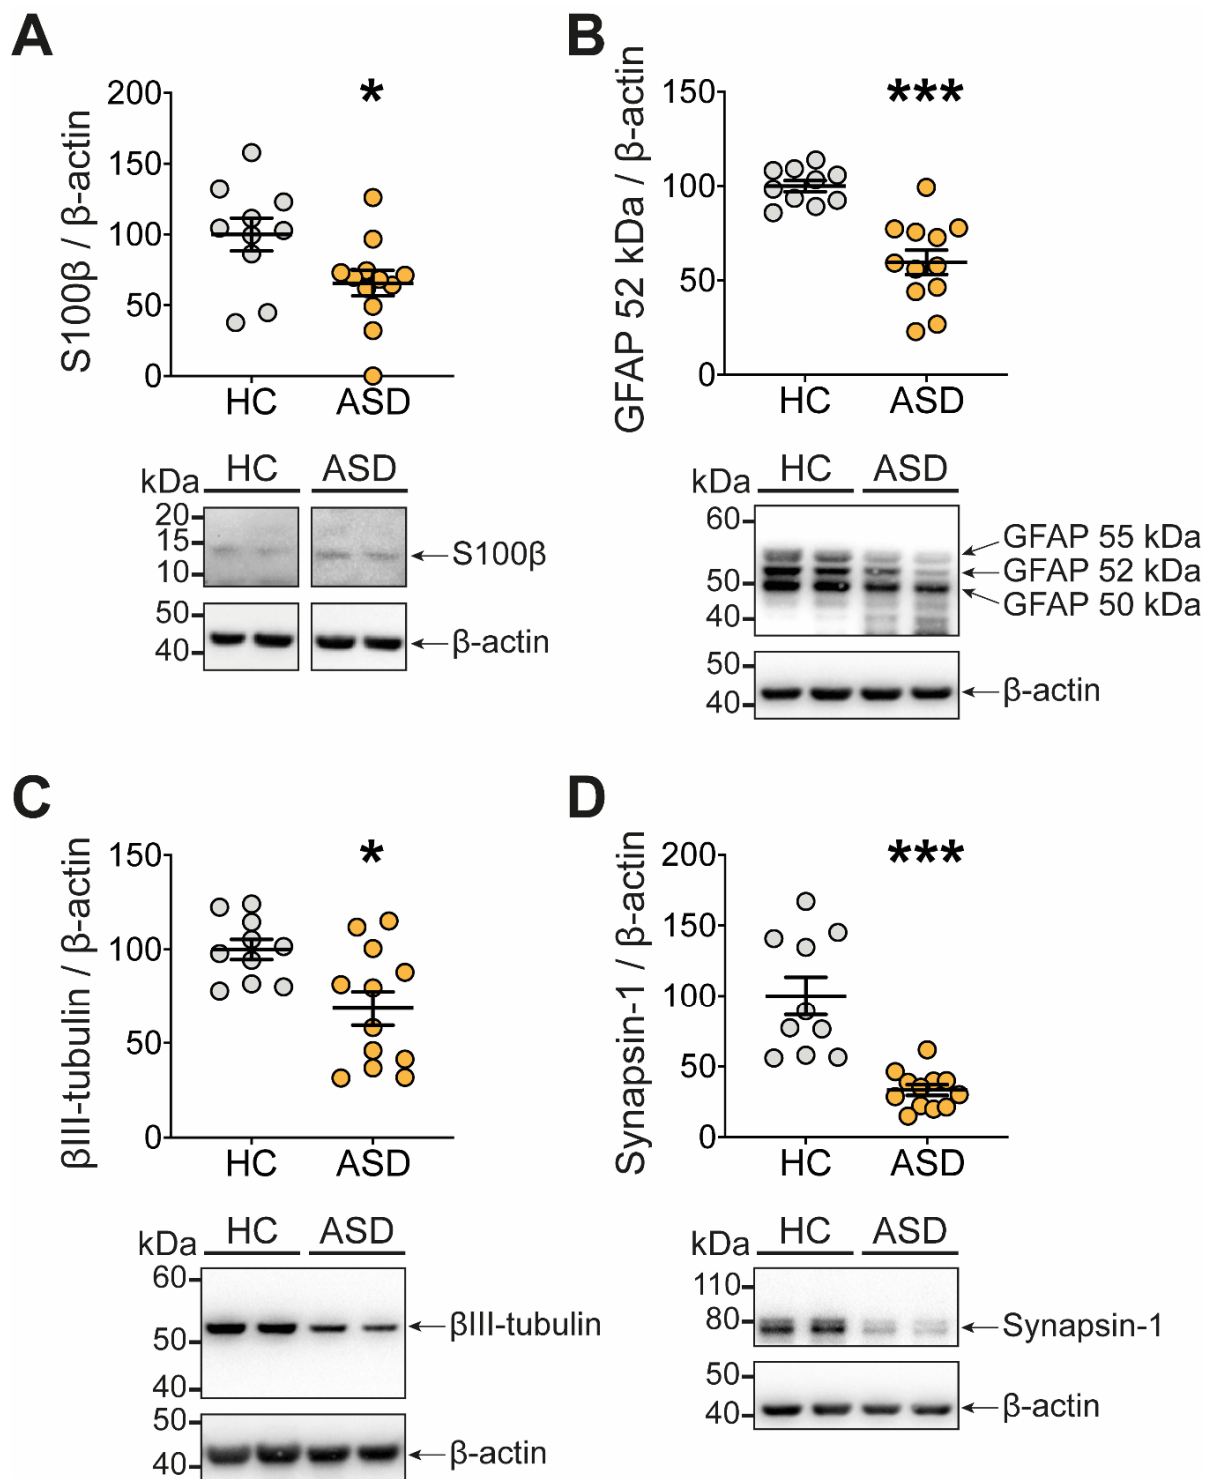 A
S100β / β-actin
200
150
100
50
0
*
HC ASD
HC ASD
kDa
20
15
10
S100β
50
40
β-actin
B
GFAP 52 kDa / β-actin
150
100
50
0
***
HC ASD
HC ASD
kDa
60
50
40
GFAP 55 kDa
GFAP 52 kDa
GFAP 50 kDa
50
40
β-actin
C
βIII-tubulin / β-actin
150
100
50
0
*
HC ASD
HC ASD
kDa
60
50
40
βIII-tubulin
50
40
β-actin
D
Synapsin-1 / β-actin
200
150
100
50
0
***
HC ASD
HC ASD
kDa
110
80
Synapsin-1
50
40
β-actin